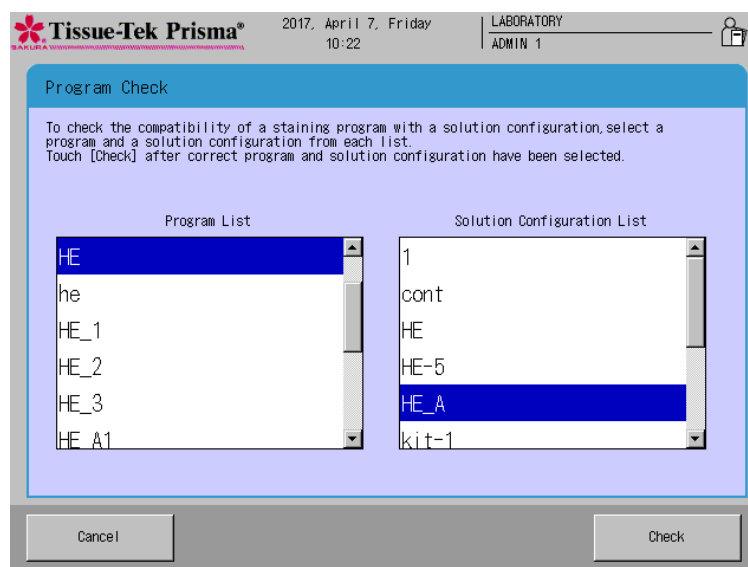 Tissue-Tek Prisma®
SAKURA
2017, April 7, Friday
10:22
LABORATORY
ADMIN 1
Program Check
To check the compatibility of a staining program with a solution configuration,select a
program and a solution configuration from each list.
Touch [Check] after correct program and solution configuration have been selected.
Program List
HE
he
HE_1
HE_2
HE_3
HE_A1
Solution Configuration List
1
cont
HE
HE-5
HE_A
kit-1
Cancel
Check